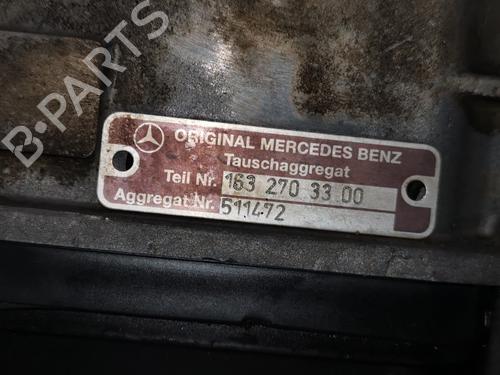 B-PARTS
ORIGINAL MERCEDES BENZ
Tauschaggregat
Teil Nr. 163 270 33 00
Aggregat Nr. 511472